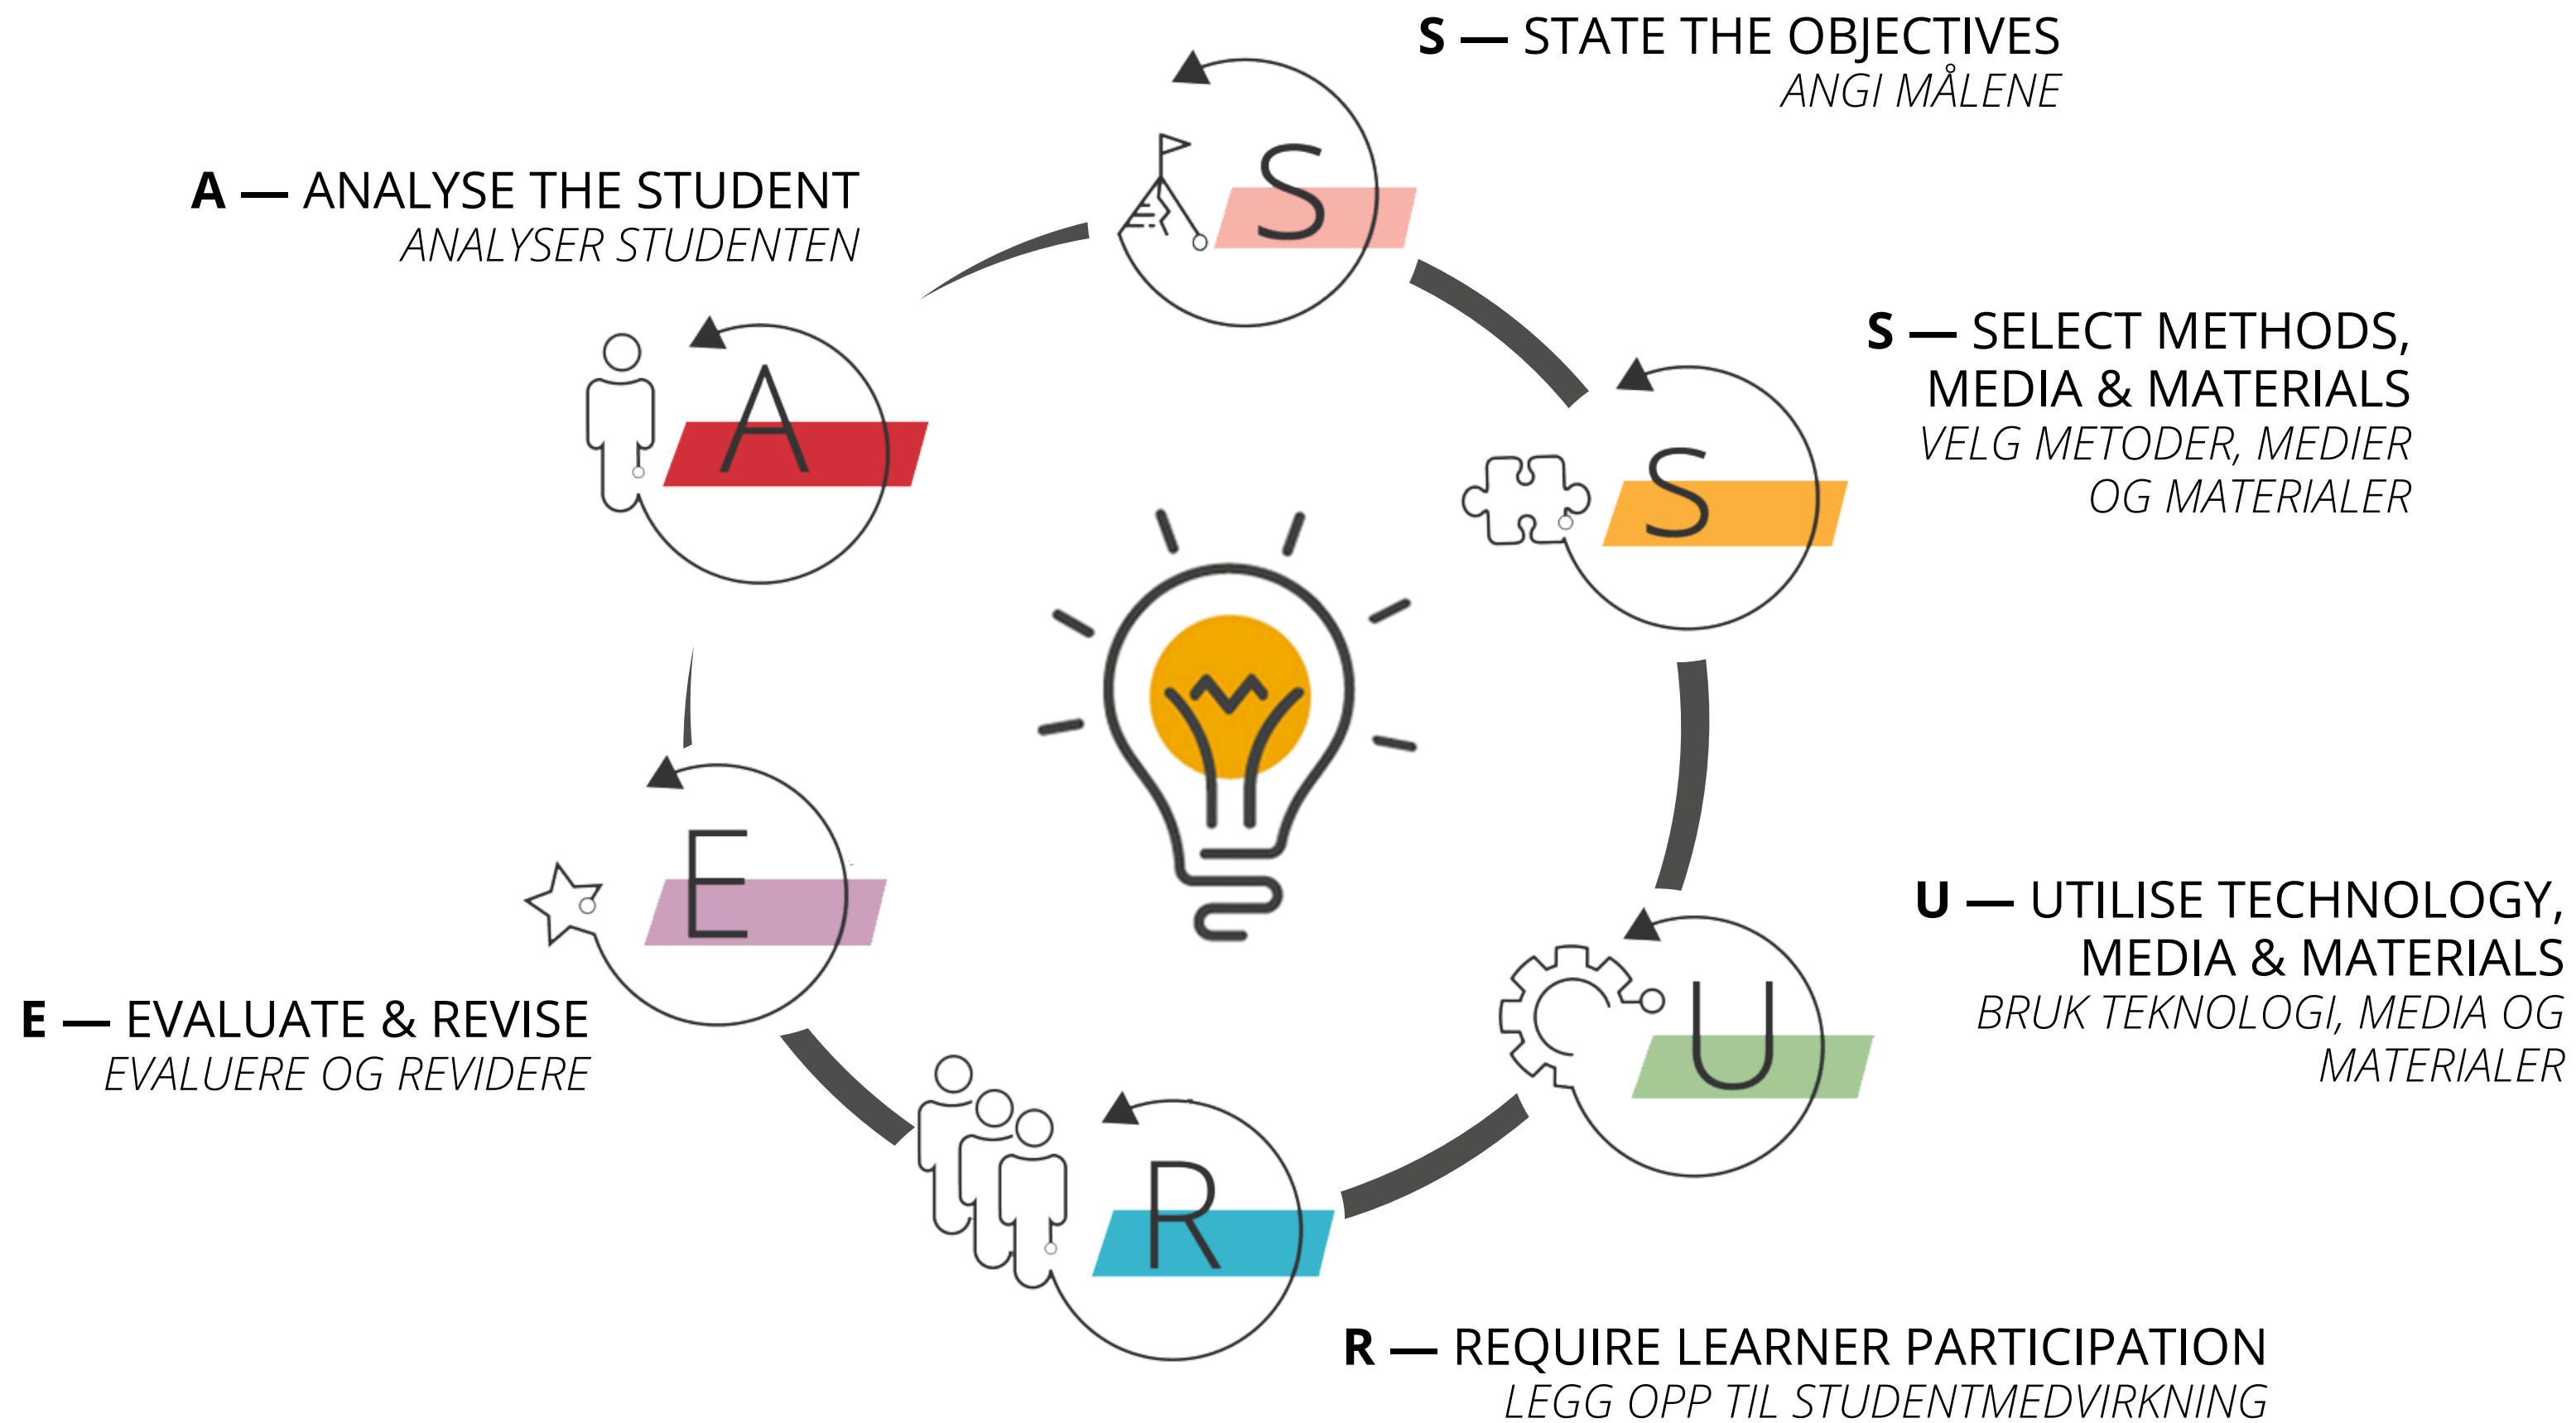 S — STATE THE OBJECTIVES
ANGI MÅLENE
A — ANALYSE THE STUDENT
ANALYSER STUDENTEN
S
S — SELECT METHODS,
MEDIA & MATERIALS
VELG METODER, MEDIER
OG MATERIALER
A
S
E
U — UTILISE TECHNOLOGY,
MEDIA & MATERIALS
BRUK TEKNOLOGI, MEDIA OG
MATERIALER
U
E — EVALUATE & REVISE
EVALUERE OG REVIDERE
R
R — REQUIRE LEARNER PARTICIPATION
LEGG OPP TIL STUDENTMEDVIRKNING